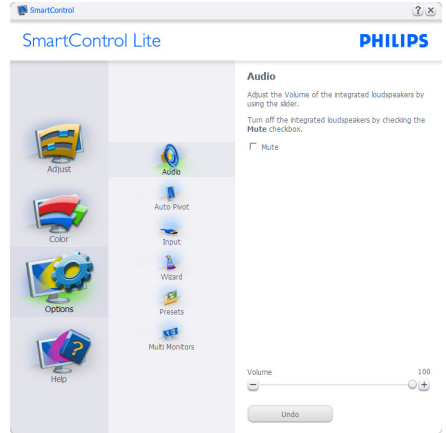 SmartControl
? x
SmartControl Lite
PHILIPS
Adjust
Color
Options
Help
Audio
Auto Pivot
Input
Wizard
Presets
Multi Monitors
Audio
Adjust the Volume of the integrated loudspeakers by
using the slider.
Turn off the integrated loudspeakers by checking the
Mute checkbox.
Mute
Volume 100
− +
Undo